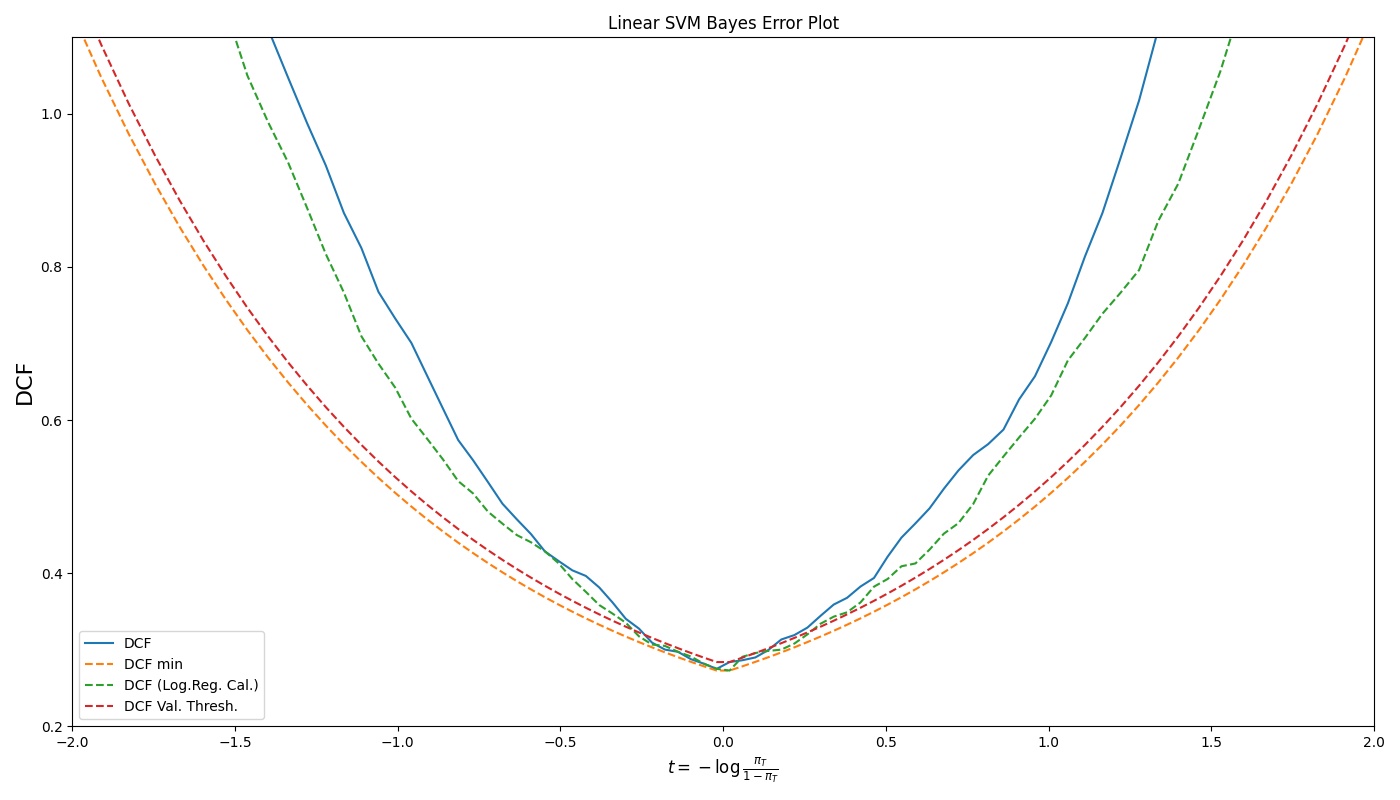 Linear SVM Bayes Error Plot
DCF
1.0
0.8
0.6
0.4
0.2
DCF
DCF min
DCF (Log.Reg. Cal.)
DCF Val. Thresh.
−2.0 −1.5 −1.0 −0.5 0.0 0.5 1.0 1.5 2.0
t = − log π_T / (1 − π_T)